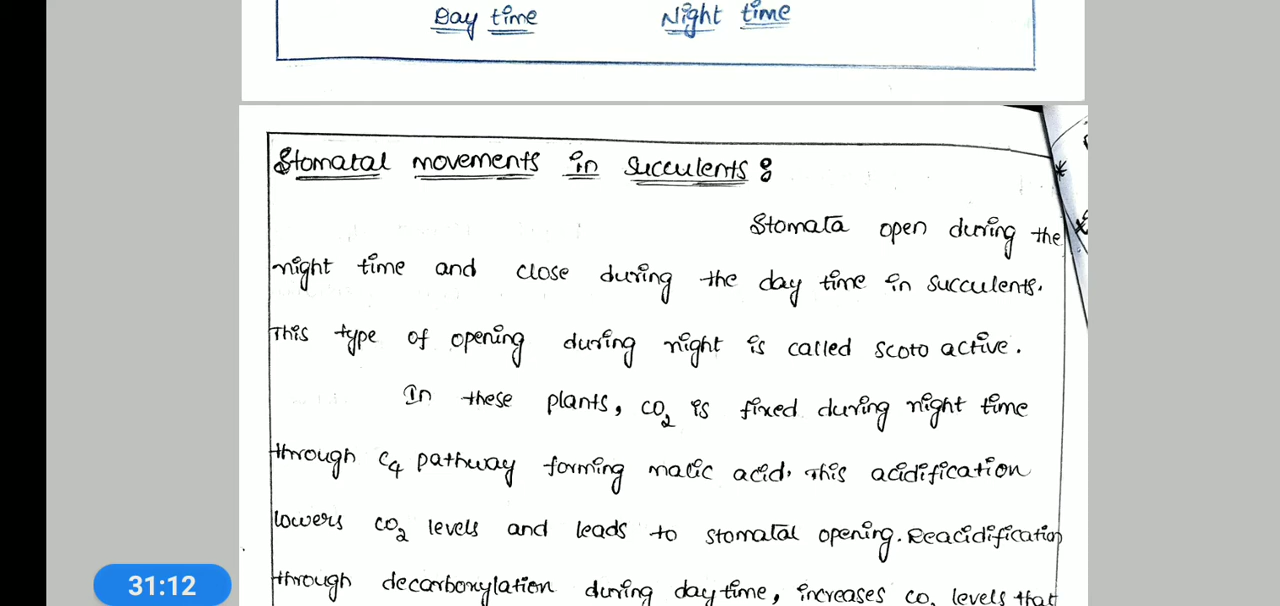 Day time Night time
Stomatal movements in succulents :
Stomata open during the
night time and close during the day time in succulents.
This type of opening during night is called scoto active.
In these plants, CO2 is fixed during night time
through C4 pathway forming malic acid. This acidification
lowers CO2 levels and leads to stomatal opening. Reacidification
through decarboxylation during day time, increases CO2 levels that
31:12